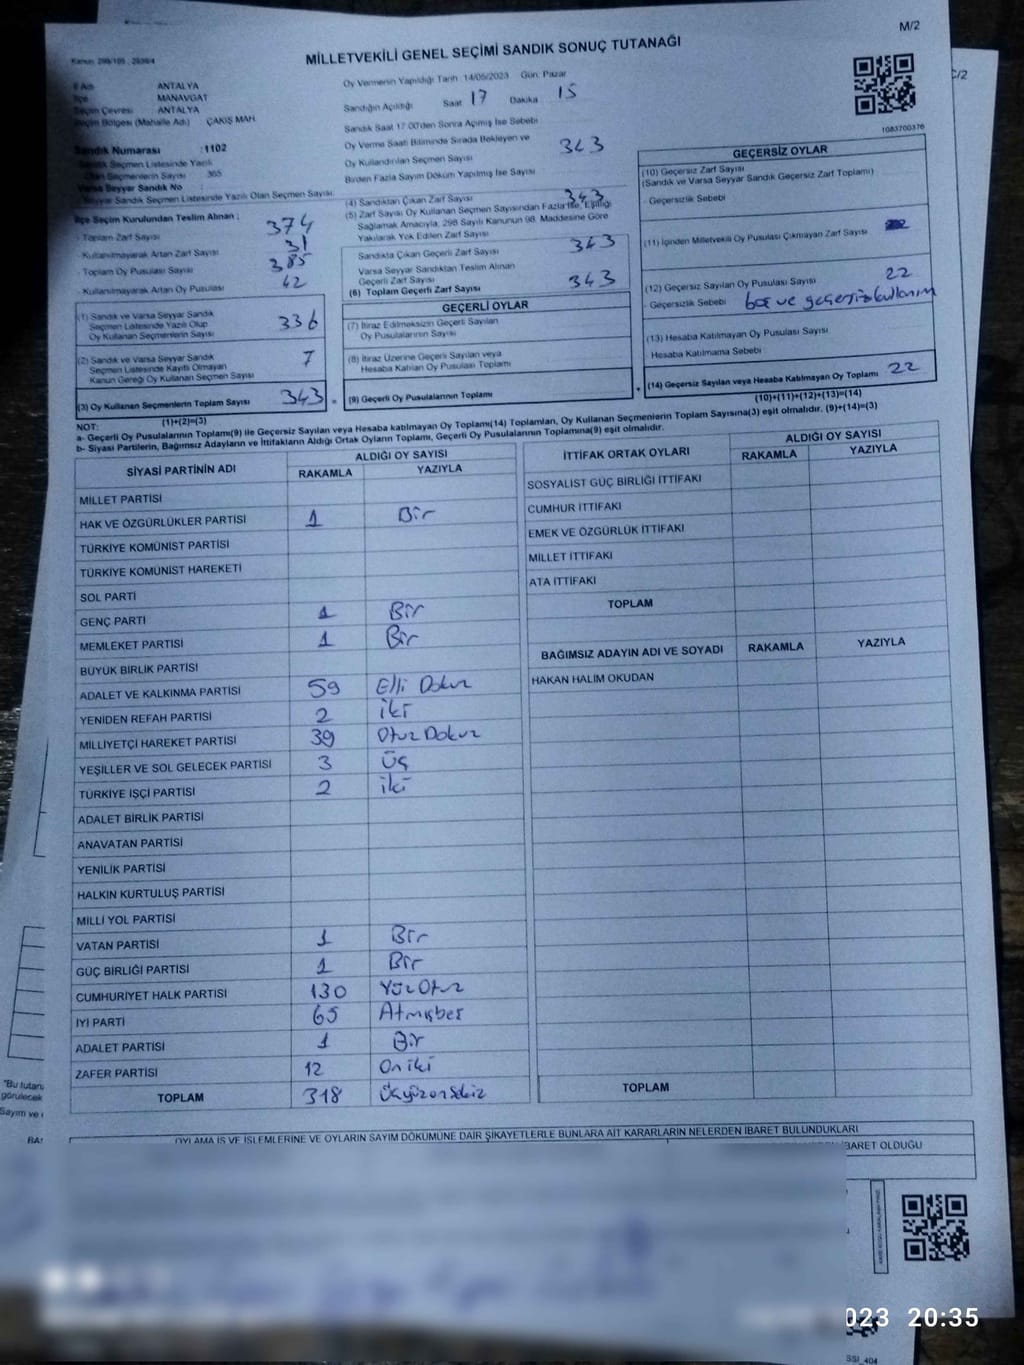 M/2
MİLLETVEKİLİ GENEL SEÇİMİ SANDIK SONUÇ TUTANAĞI
C/2
İl Adı ANTALYA
İlçe MANAVGAT
Seçim Çevresi ANTALYA
Seçim Bölgesi (Mahalle Adı) ÇAKIŞ MAH.
Sandık Numarası : 1102
Sandık Seçmen Listesinde Yazılı
Olan Seçmenlerin Sayısı 365
Varsa Seyyar Sandık No :
Seyyar Sandık Seçmen Listesinde Yazılı Olan Seçmen Sayısı:
Oy Vermenin Yapıldığı Tarih :14/05/2023 Gün: Pazar
Sandığın Açıldığı Saat 17 Dakika 15
Sandık Saat 17.00'den Sonra Açılmış İse Sebebi
Oy Verme Saati Bitiminde Sırada Bekleyen ve
Oy Kullandırılan Seçmen Sayısı 343
Birden Fazla Sayım Döküm Yapılmış İse Sayısı
1083700376
İlçe Seçim Kurulundan Teslim Alınan ;
- Toplam Zarf Sayısı 374
- Kullanılmayarak Artan Zarf Sayısı 31
- Toplam Oy Pusulası Sayısı 385
- Kullanılmayarak Artan Oy Pusulası 42
(4) Sandıktan Çıkan Zarf Sayısı 343
(5) Zarf Sayısı Oy Kullanan Seçmen Sayısından Fazla İse, Eşitliği
Sağlamak Amacıyla, 298 Sayılı Kanunun 98. Maddesine Göre
Yakılarak Yok Edilen Zarf Sayısı
Sandıkta Çıkan Geçerli Zarf Sayısı 343
Varsa Seyyar Sandıktan Teslim Alınan
Geçerli Zarf Sayısı
(6) Toplam Geçerli Zarf Sayısı 343
GEÇERSİZ OYLAR
(10) Geçersiz Zarf Sayısı
(Sandık ve Varsa Seyyar Sandık Geçersiz Zarf Toplamı)
- Geçersizlik Sebebi
(11) İçinden Milletvekili Oy Pusulası Çıkmayan Zarf Sayısı
(12) Geçersiz Sayılan Oy Pusulası Sayısı 22
Geçersizlik Sebebi boş ve geçersiz kullanım
(13) Hesaba Katılmayan Oy Pusulası Sayısı
Hesaba Katılmama Sebebi
(14) Geçersiz Sayılan veya Hesaba Katılmayan Oy Toplamı 22
(10)+(11)+(12)+(13)=(14)
(1) Sandık ve Varsa Seyyar Sandık
Seçmen Listesinde Yazılı Olup
Oy Kullanan Seçmenlerin Sayısı 336
(2) Sandık ve Varsa Seyyar Sandık
Seçmen Listesinde Kayıtlı Olmayan
Kanun Gereği Oy Kullanan Seçmen Sayısı 7
(3) Oy Kullanan Seçmenlerin Toplam Sayısı 343 =
(1)+(2)=(3)
GEÇERLİ OYLAR
(7) İtiraz Edilmeksizin Geçerli Sayılan
Oy Pusulalarının Sayısı
(8) İtiraz Üzerine Geçerli Sayılan veya
Hesaba Katılan Oy Pusulası Toplamı
(9) Geçerli Oy Pusulalarının Toplamı +
NOT:
a- Geçerli Oy Pusulalarının Toplamı(9) ile Geçersiz Sayılan veya Hesaba Katılmayan Oy Toplamı(14) Toplamları, Oy Kullanan Seçmenlerin Toplam Sayısına(3) eşit olmalıdır. (9)+(14)=(3)
b- Siyasi Partilerin, Bağımsız Adayların ve İttifakların Aldığı Ortak Oyların Toplamı, Geçerli Oy Pusulalarının Toplamına(9) eşit olmalıdır.
SİYASİ PARTİNİN ADI ALDIĞI OY SAYISI
RAKAMLA YAZIYLA
MİLLET PARTİSİ
HAK VE ÖZGÜRLÜKLER PARTİSİ 1 Bir
TÜRKİYE KOMÜNİST PARTİSİ
TÜRKİYE KOMÜNİST HAREKETİ
SOL PARTİ
GENÇ PARTİ 1 Bir
MEMLEKET PARTİSİ 1 Bir
BÜYÜK BİRLİK PARTİSİ
ADALET VE KALKINMA PARTİSİ 59 Elli Dokuz
YENİDEN REFAH PARTİSİ 2 iki
MİLLİYETÇİ HAREKET PARTİSİ 39 Otuz Dokuz
YEŞİLLER VE SOL GELECEK PARTİSİ 3 Üç
TÜRKİYE İŞÇİ PARTİSİ 2 iki
ADALET BİRLİK PARTİSİ
ANAVATAN PARTİSİ
YENİLİK PARTİSİ
HALKIN KURTULUŞ PARTİSİ
MİLLİ YOL PARTİSİ
VATAN PARTİSİ 1 Bir
GÜÇ BİRLİĞİ PARTİSİ 1 Bir
CUMHURİYET HALK PARTİSİ 130 YüzOtuz
İYİ PARTİ 65 Atmışbeş
ADALET PARTİSİ 1 Bir
ZAFER PARTİSİ 12 On iki
TOPLAM 318 Üçyüzonsekiz
İTTİFAK ORTAK OYLARI ALDIĞI OY SAYISI
RAKAMLA YAZIYLA
SOSYALİST GÜÇ BİRLİĞİ İTTİFAKI
CUMHUR İTTİFAKI
EMEK VE ÖZGÜRLÜK İTTİFAKI
MİLLET İTTİFAKI
ATA İTTİFAKI
TOPLAM
BAĞIMSIZ ADAYIN ADI VE SOYADI RAKAMLA YAZIYLA
HAKAN HALİM OKUDAN
TOPLAM
OYLAMA İŞ VE İŞLEMLERİNE VE OYLARIN SAYIM DÖKÜMÜNE DAİR ŞİKAYETLERLE BUNLARA AİT KARARLARIN NELERDEN İBARET BULUNDUKLARI
İBARET OLDUĞU
"Bu tutan
görülecek
Sayım ve
BA
023 20:35
SSI_404